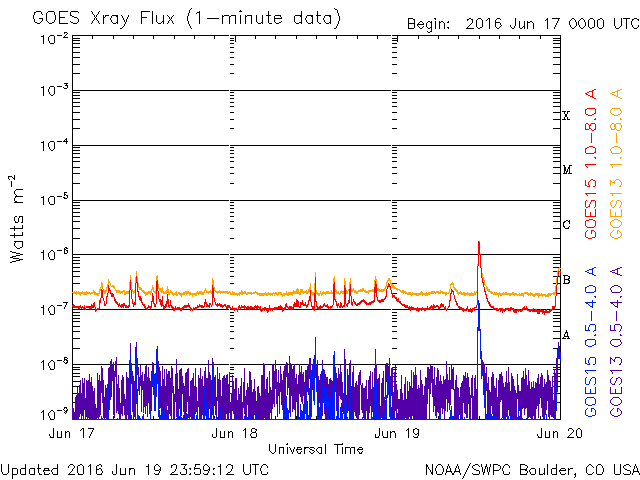 GOES Xray Flux (1-minute data)
Begin: 2016 Jun 17 0000 UTC
10-2
10-3
10-4
10-5
10-6
10-7
10-8
10-9
Watts m-2
X
M
C
B
A
GOES15 1.0-8.0 A
GOES13 1.0-8.0 A
GOES15 0.5-4.0 A
GOES13 0.5-4.0 A
Jun 17 Jun 18 Jun 19 Jun 20
Universal Time
Updated 2016 Jun 19 23:59:12 UTC
NOAA/SWPC Boulder, CO USA